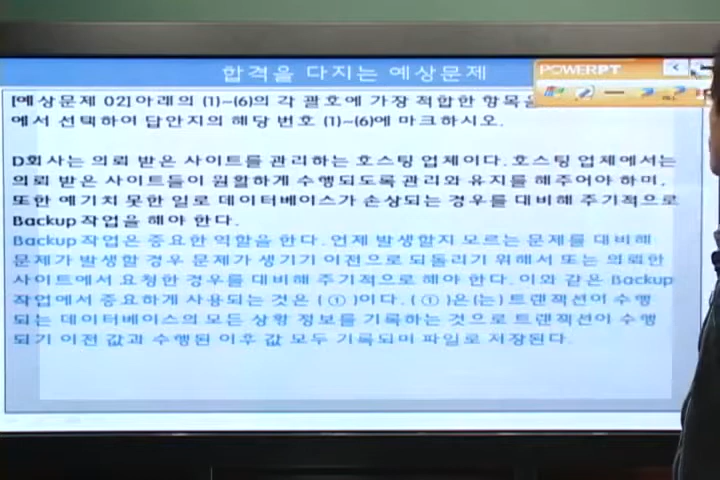 합격을 다지는 예상문제
POWERPT
[예상문제 02] 아래의 (1)~(6)의 각 괄호에 가장 적합한 항목을
에서 선택하여 답안지의 해당 번호 (1)~(6)에 마크하시오.
D회사는 의뢰 받은 사이트를 관리하는 호스팅 업체이다. 호스팅 업체에서는
의뢰 받은 사이트들이 원활하게 수행되도록 관리와 유지를 해주어야 하며,
또한 예기치 못한 일로 데이터베이스가 손상되는 경우를 대비해 주기적으로
Backup 작업을 해야 한다.
Backup 작업은 중요한 역할을 한다. 언제 발생할지 모르는 문제를 대비해
문제가 발생할 경우 문제가 생기기 이전으로 되돌리기 위해서 또는 의뢰한
사이트에서 요청한 경우를 대비해 주기적으로 해야 한다. 이와 같은 Backup
작업에서 중요하게 사용되는 것은 ( ① )이다. ( ① )은(는) 트랜잭션이 수행
되는 데이터베이스의 모든 상황 정보를 기록하는 것으로 트랜잭션이 수행
되기 이전 값과 수행된 이후 값 모두 기록되며 파일로 저장된다.